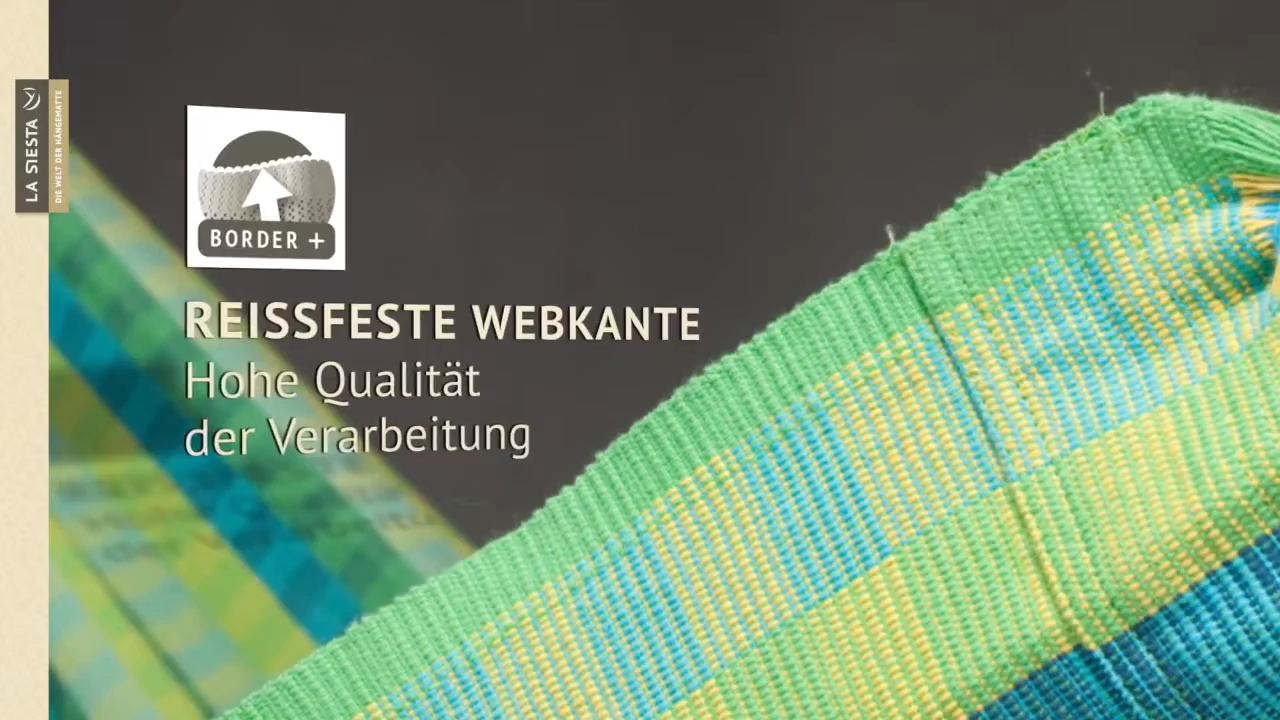 LA SIESTA
DIE WELT DER HÄNGEMATTE
BORDER +
REISSFESTE WEBKANTE
Hohe Qualität
der Verarbeitung